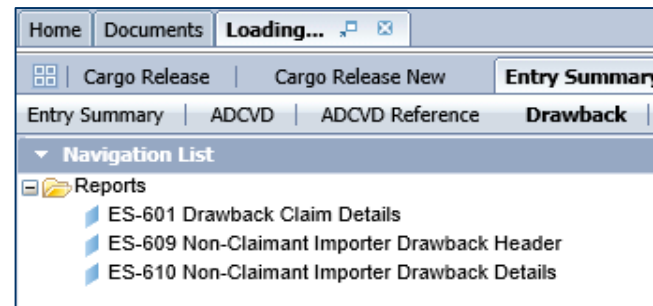 Home Documents Loading...
Cargo Release | Cargo Release New Entry Summary
Entry Summary | ADCVD | ADCVD Reference Drawback |
Navigation List
Reports
ES-601 Drawback Claim Details
ES-609 Non-Claimant Importer Drawback Header
ES-610 Non-Claimant Importer Drawback Details